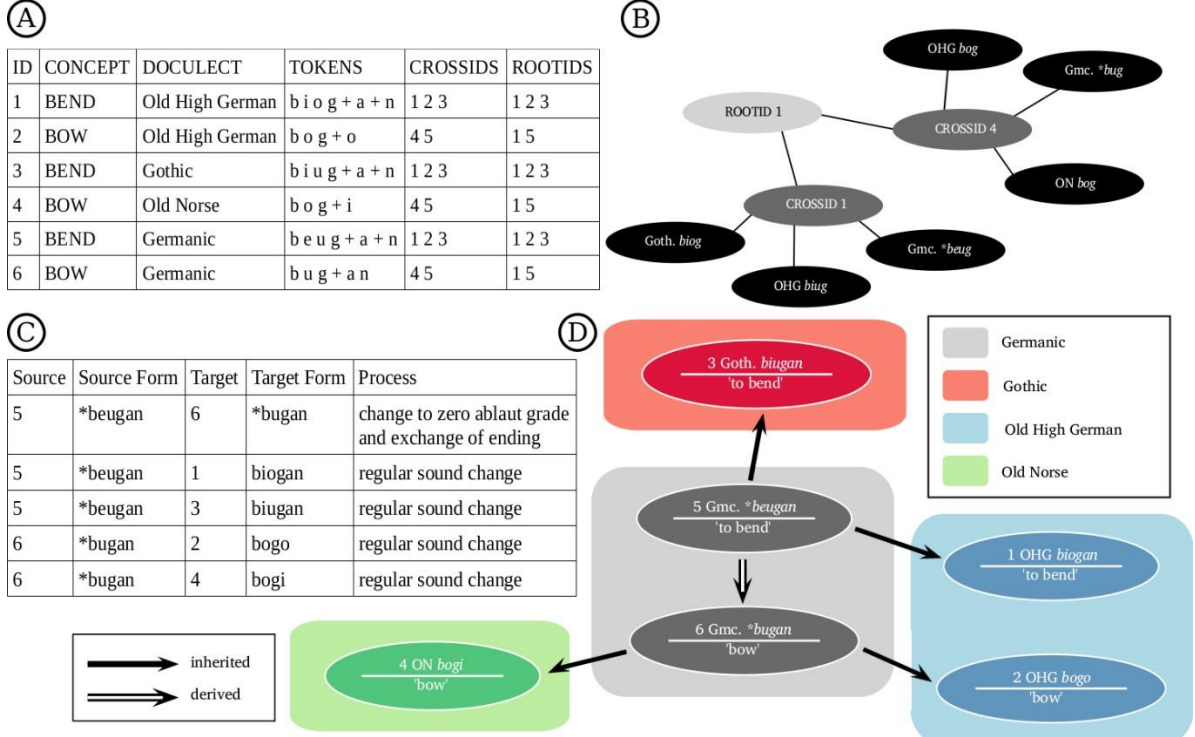 A
ID CONCEPT DOCULECT TOKENS CROSSIDS ROOTIDS
1 BEND Old High German b i o g + a + n 1 2 3 1 2 3
2 BOW Old High German b o g + o 4 5 1 5
3 BEND Gothic b i u g + a + n 1 2 3 1 2 3
4 BOW Old Norse b o g + i 4 5 1 5
5 BEND Germanic b e u g + a + n 1 2 3 1 2 3
6 BOW Germanic b u g + a n 4 5 1 5
B
OHG bog
Gmc. *bug
ROOTID 1
CROSSID 4
ON bog
CROSSID 1
Goth. biog
Gmc. *beug
OHG biug
C
Source Source Form Target Target Form Process
5 *beugan 6 *bugan change to zero ablaut grade
and exchange of ending
5 *beugan 1 biogan regular sound change
5 *beugan 3 biugan regular sound change
6 *bugan 2 bogo regular sound change
6 *bugan 4 bogi regular sound change
inherited
derived
D
3 Goth. biugan
'to bend'
5 Gmc. *beugan
'to bend'
6 Gmc. *bugan
'bow'
4 ON bogi
'bow'
1 OHG biogan
'to bend'
2 OHG bogo
'bow'
Germanic
Gothic
Old High German
Old Norse